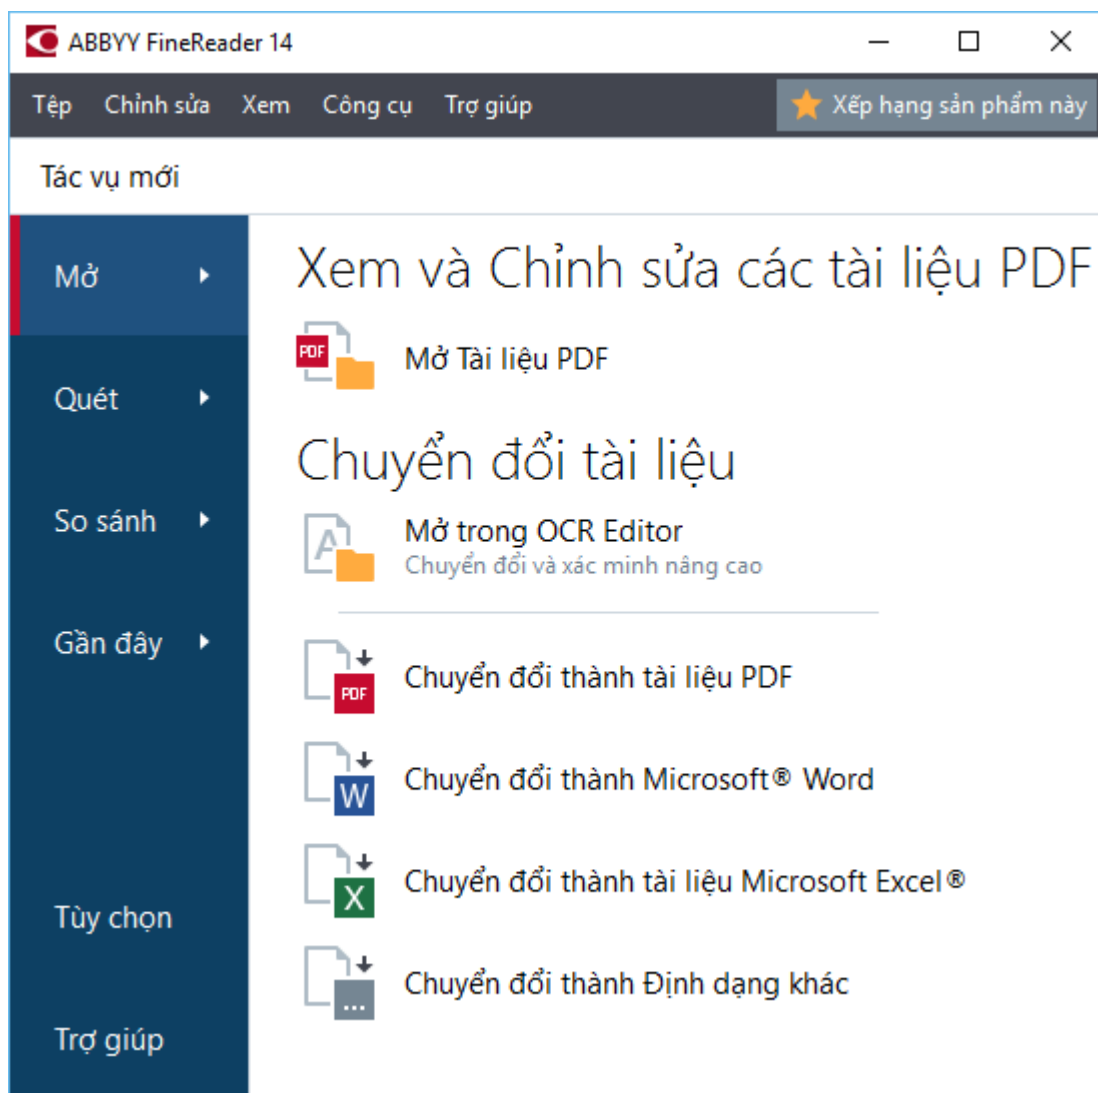 ABBYY FineReader 14
Tệp Chỉnh sửa Xem Công cụ Trợ giúp Xếp hạng sản phẩm này
Tác vụ mới
Mở
Quét
So sánh
Gần đây
Tùy chọn
Trợ giúp
Xem và Chỉnh sửa các tài liệu PDF
PDF
Mở Tài liệu PDF
Chuyển đổi tài liệu
A
Mở trong OCR Editor
Chuyển đổi và xác minh nâng cao
PDF
Chuyển đổi thành tài liệu PDF
W
Chuyển đổi thành Microsoft® Word
X
Chuyển đổi thành tài liệu Microsoft Excel®
...
Chuyển đổi thành Định dạng khác